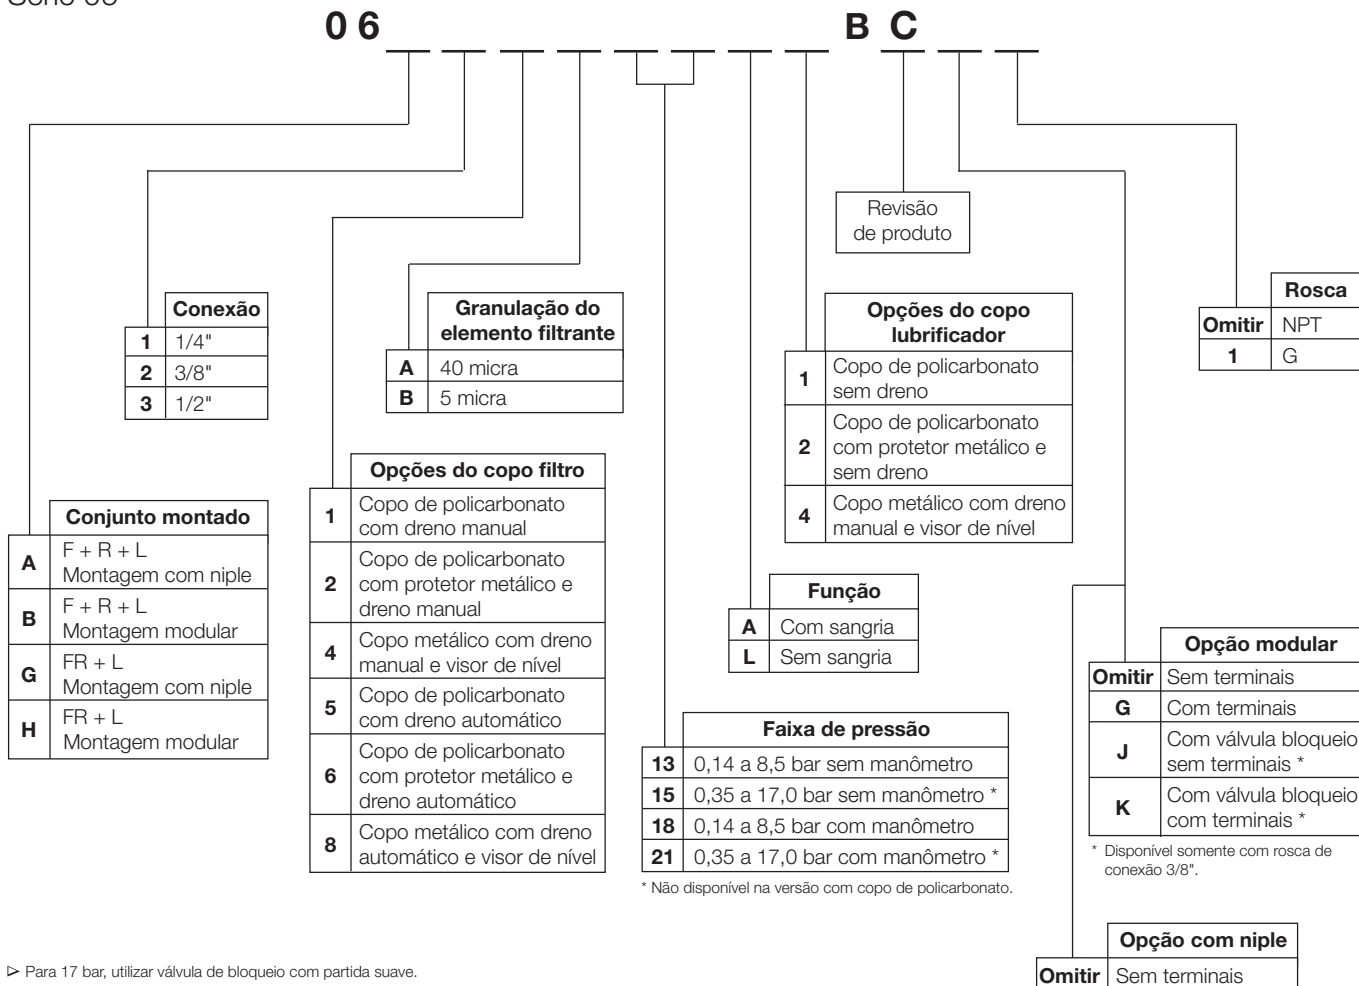 Série 06
0 6 B C
Revisão
de produto
Conexão
1 1/4"
2 3/8"
3 1/2"
Granulação do
elemento filtrante
A 40 micra
B 5 micra
Opções do copo
lubrificador
1 Copo de policarbonato
sem dreno
2 Copo de policarbonato
com protetor metálico e
sem dreno
4 Copo metálico com dreno
manual e visor de nível
Rosca
Omitir NPT
1 G
Conjunto montado
A F + R + L
Montagem com niple
B F + R + L
Montagem modular
G FR + L
Montagem com niple
H FR + L
Montagem modular
Opções do copo filtro
1 Copo de policarbonato
com dreno manual
2 Copo de policarbonato
com protetor metálico e
dreno manual
4 Copo metálico com dreno
manual e visor de nível
5 Copo de policarbonato
com dreno automático
6 Copo de policarbonato
com protetor metálico e
dreno automático
8 Copo metálico com dreno
automático e visor de nível
Função
A Com sangria
L Sem sangria
Faixa de pressão
13 0,14 a 8,5 bar sem manômetro
15 0,35 a 17,0 bar sem manômetro *
18 0,14 a 8,5 bar com manômetro
21 0,35 a 17,0 bar com manômetro *
* Não disponível na versão com copo de policarbonato.
Opção modular
Omitir Sem terminais
G Com terminais
J Com válvula bloqueio
sem terminais *
K Com válvula bloqueio
com terminais *
* Disponível somente com rosca de
conexão 3/8".
Opção com niple
Omitir Sem terminais
▷ Para 17 bar, utilizar válvula de bloqueio com partida suave.